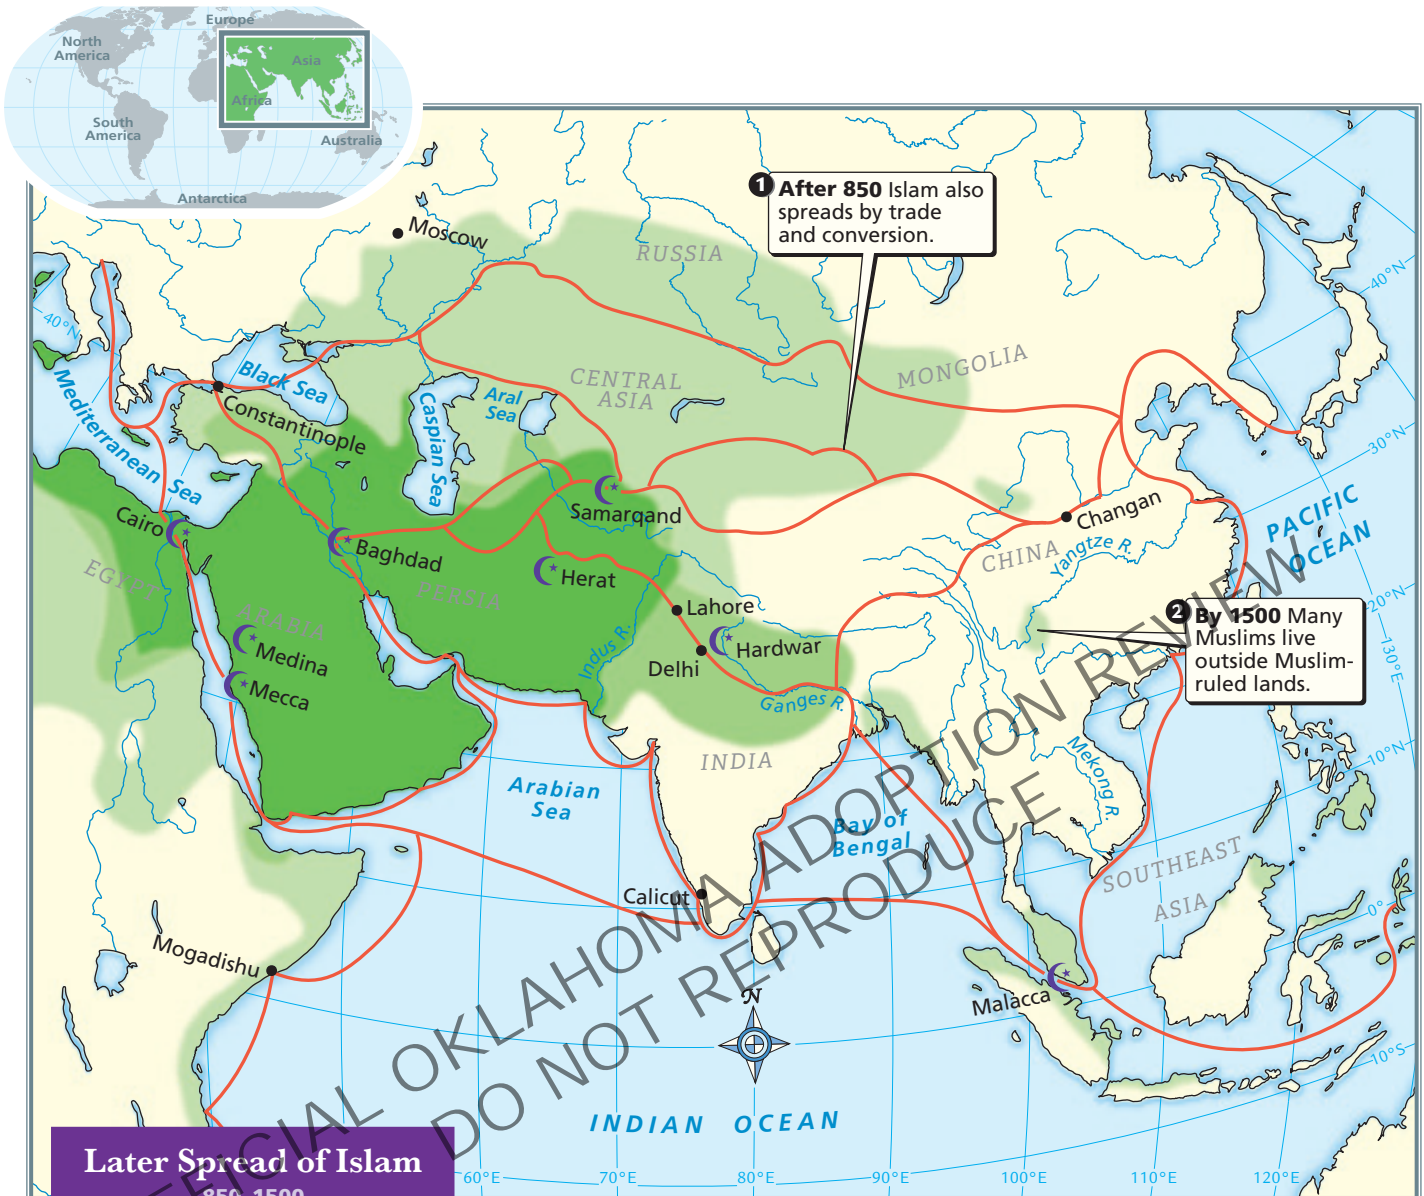 Europe
North
America
Asia
Africa
South
America
Australia
Antarctica
1 After 850 Islam also
spreads by trade
and conversion.
Moscow
RUSSIA
40°N
40°N
MONGOLIA
Black Sea
CENTRAL
ASIA
Aral
Sea
Caspian Sea
Constantinople
Mediterranean Sea
30°N
Samarqand
Changan
PACIFIC
OCEAN
Cairo
Baghdad
CHINA
Yangtze R.
EGYPT
PERSIA
Herat
20°N
ARABIA
Lahore
2 By 1500 Many
Muslims live
outside Muslim-
ruled lands.
130°E
Medina
Indus R.
Hardwar
Delhi
Mecca
Ganges R.
INDIA
Mekong R.
10°N
Arabian
Sea
Bay of
Bengal
SOUTHEAST
ASIA
Calicut
0°
Mogadishu
Malacca
N
10°S
INDIAN OCEAN
Later Spread of Islam
850–1500
60°E
70°E
80°E
90°E
100°E
110°E
120°E
OKLAHOMA ADOPTION REVIEW
DO NOT REPRODUCE